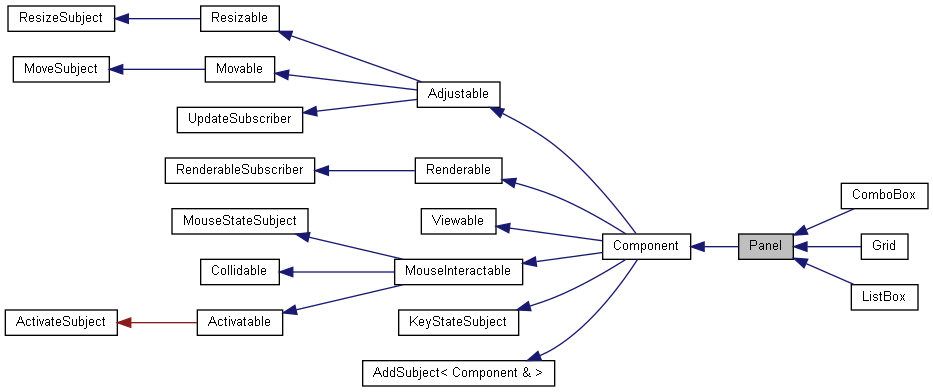 ResizeSubject
Resizable
MoveSubject
Movable
Adjustable
UpdateSubscriber
RenderableSubscriber
Renderable
ComboBox
MouseStateSubject
Viewable
Component
Panel
Grid
Collidable
MouseInteractable
ListBox
ActivateSubject
Activatable
KeyStateSubject
AddSubject< Component & >